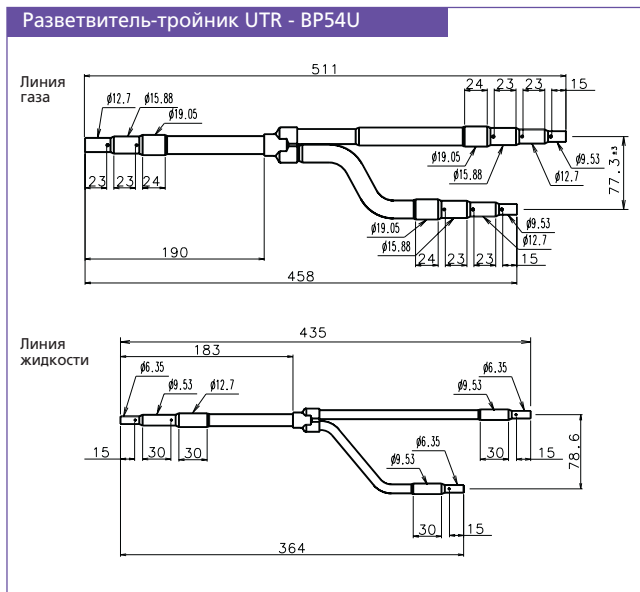 Разветвитель-тройник UTR - BP54U
Линия
газа
511
24 23 23 15
ϕ12.7 ϕ15.88 ϕ19.05
ϕ19.05 ϕ15.88 ϕ12.7 ϕ9.53
23 23 24
77.3±3
190
ϕ19.05 ϕ15.88 ϕ12.7 ϕ9.53
24 23 23 15
458
Линия
жидкости
435
183
ϕ6.35 ϕ9.53 ϕ12.7
ϕ9.53 ϕ6.35
15 30 30
30 15
78.6
ϕ9.53 ϕ6.35
30 15
364